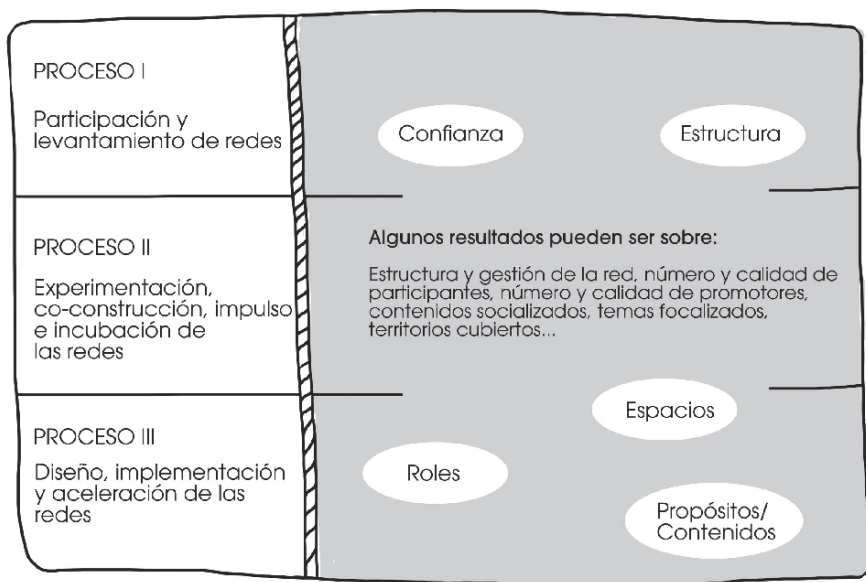 PROCESO I
Participación y
levantamiento de redes
Confianza
Estructura
PROCESO II
Experimentación,
co-construcción, impulso
e incubación de
las redes
Algunos resultados pueden ser sobre:
Estructura y gestión de la red, número y calidad de
participantes, número y calidad de promotores,
contenidos socializados, temas focalizados,
territorios cubiertos...
PROCESO III
Diseño, implementación
y aceleración de las
redes
Espacios
Roles
Propósitos/
Contenidos